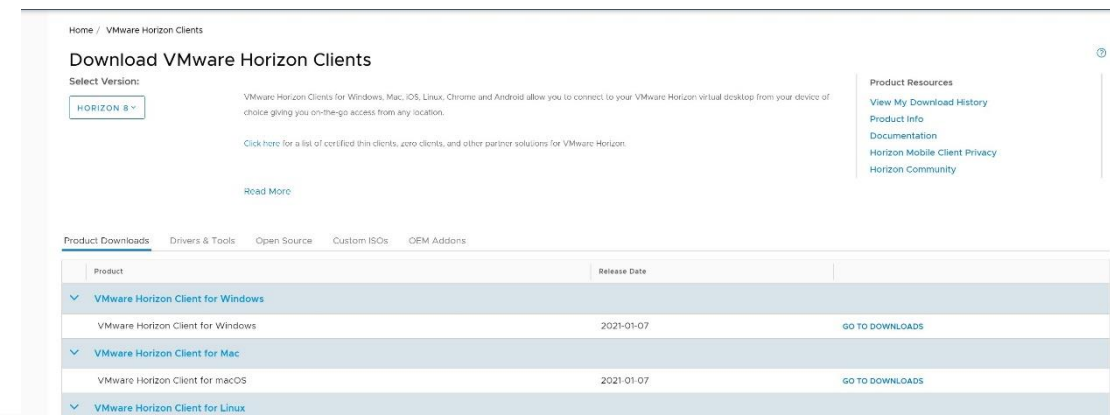 Home / VMware Horizon Clients
Download VMware Horizon Clients
Select Version:
HORIZON 8
VMware Horizon Clients for Windows, Mac, iOS, Linux, Chrome and Android allow you to connect to your VMware Horizon virtual desktop from your device of
choice giving you on-the-go access from any location.
Click here for a list of certified thin clients, zero clients, and other partner solutions for VMware Horizon.
Read More
Product Resources
View My Download History
Product Info
Documentation
Horizon Mobile Client Privacy
Horizon Community
Product Downloads Drivers & Tools Open Source Custom ISOs OEM Addons
Product Release Date
VMware Horizon Client for Windows
VMware Horizon Client for Windows 2021-01-07 GO TO DOWNLOADS
VMware Horizon Client for Mac
VMware Horizon Client for macOS 2021-01-07 GO TO DOWNLOADS
VMware Horizon Client for Linux